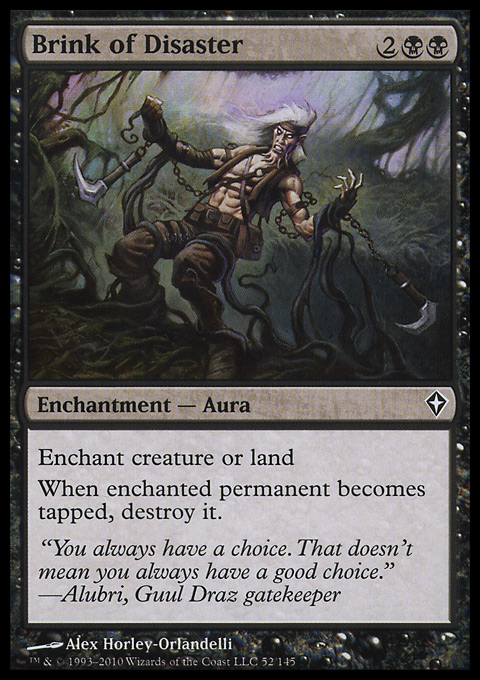 Brink of Disaster 2
Enchantment — Aura
Enchant creature or land
When enchanted permanent becomes
tapped, destroy it.
“You always have a choice. That doesn’t
mean you always have a good choice.”
—Alubri, Guul Draz gatekeeper
Alex Horley-Orlandelli
™ & © 1993–2010 Wizards of the Coast LLC 52/145